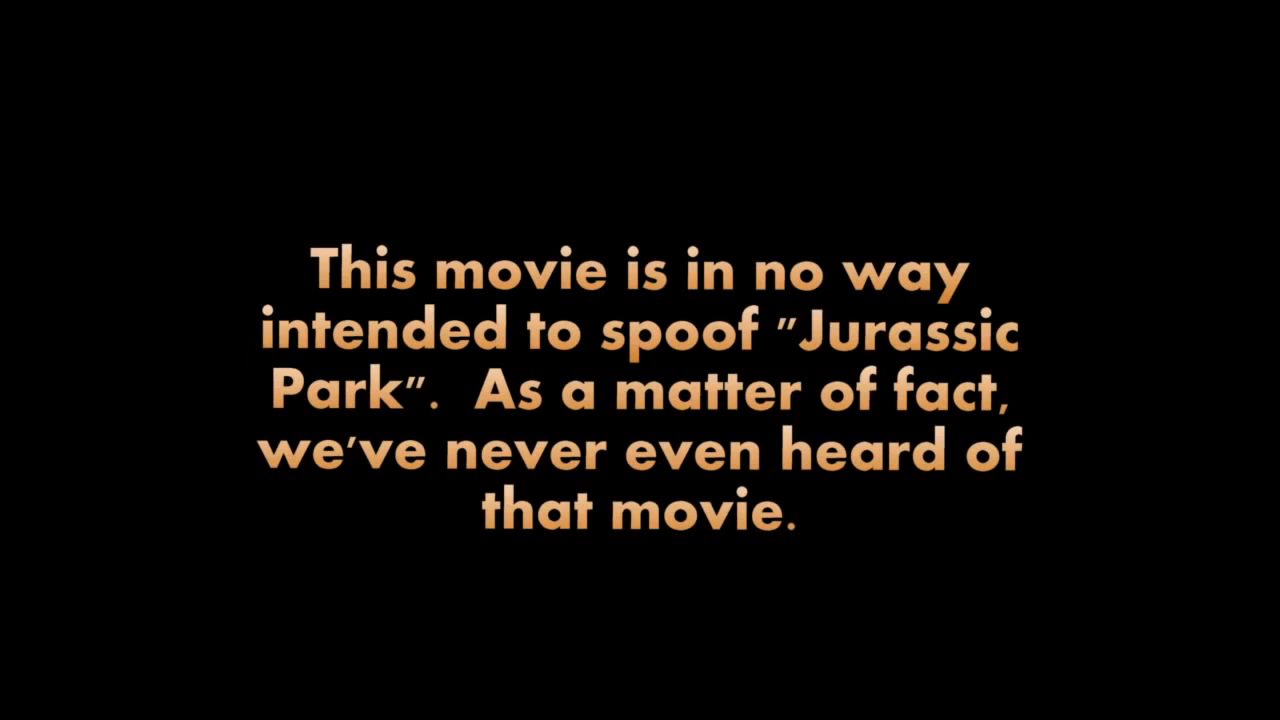 This movie is in no way
intended to spoof "Jurassic
Park".  As a matter of fact,
we've never even heard of
that movie.